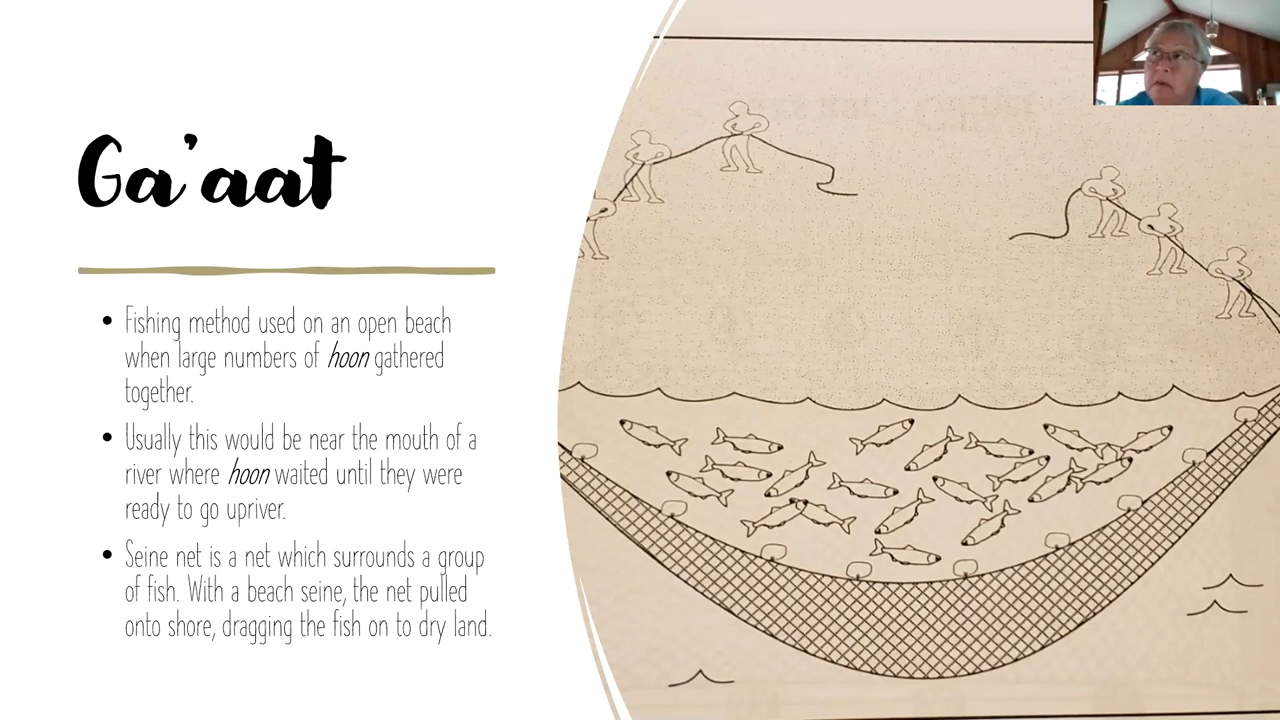 Ga'aat
• Fishing method used on an open beach
when large numbers of hoon gathered
together.
• Usually this would be near the mouth of a
river where hoon waited until they were
ready to go upriver.
• Seine net is a net which surrounds a group
of fish. With a beach seine, the net pulled
onto shore, dragging the fish on to dry land.